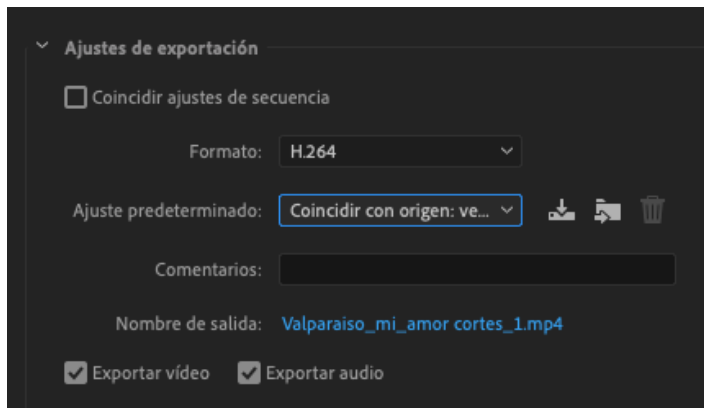 Ajustes de exportación
Coincidir ajustes de secuencia
Formato: H.264
Ajuste predeterminado: Coincidir con origen: ve...
Comentarios:
Nombre de salida: Valparaiso_mi_amor cortes_1.mp4
Exportar vídeo Exportar audio